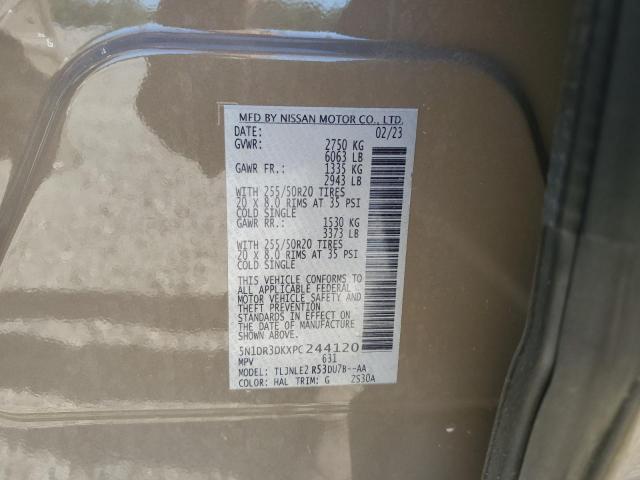 MFD BY NISSAN MOTOR CO., LTD.
DATE: 02/23
GVWR: 2750 KG
6063 LB
GAWR FR.: 1335 KG
2943 LB
WITH 255/50R20 TIRES
20 X 8.0 RIMS AT 35 PSI
COLD SINGLE
GAWR RR.: 1530 KG
3373 LB
WITH 255/50R20 TIRES
20 X 8.0 RIMS AT 35 PSI
COLD SINGLE
THIS VEHICLE CONFORMS TO
ALL APPLICABLE FEDERAL
MOTOR VEHICLE SAFETY AND
THEFT PREVENTION
STANDARDS IN EFFECT ON
THE DATE OF MANUFACTURE
SHOWN ABOVE.
5N1DR3DKXPC244120
MPV 631
MODEL: TLJNLE2 R53DU7B--AA
COLOR: HAL TRIM: G 2S30A